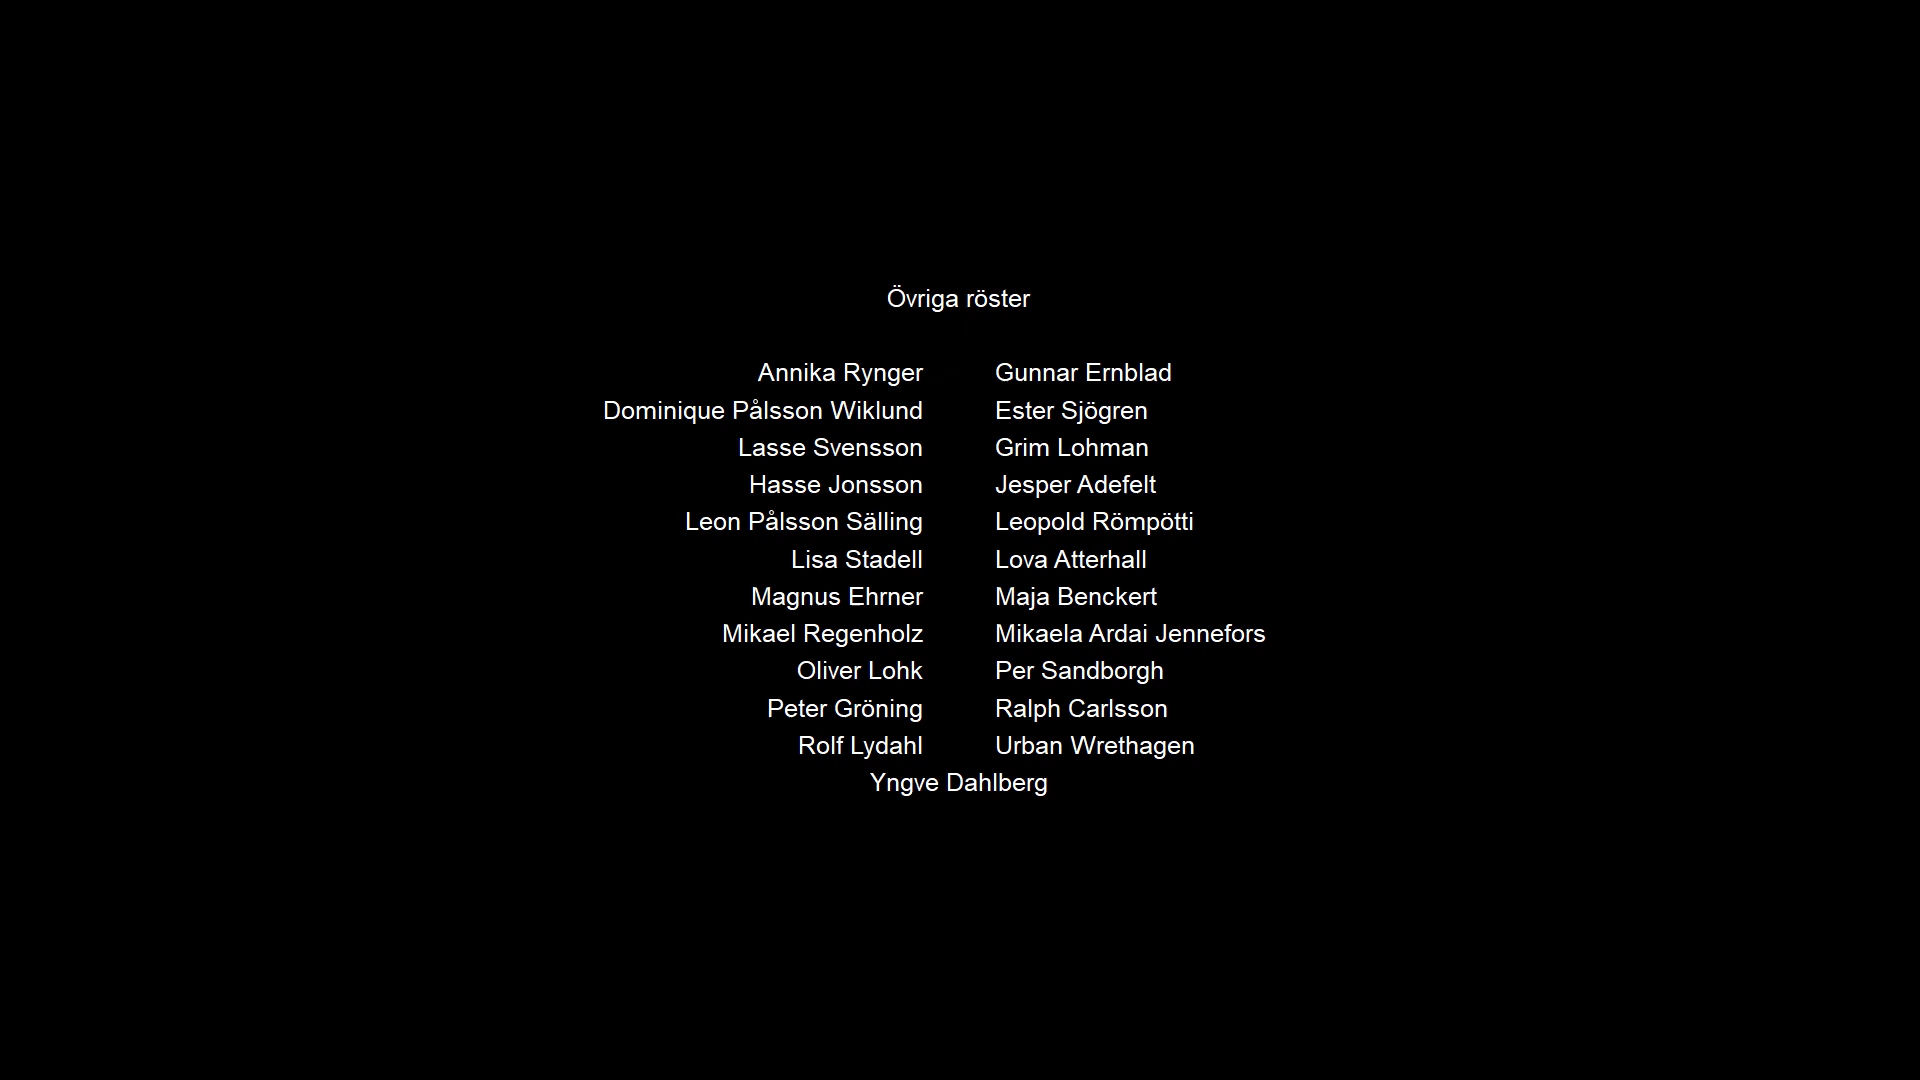 Övriga röster
Annika Rynger Gunnar Ernblad
Dominique Pålsson Wiklund Ester Sjögren
Lasse Svensson Grim Lohman
Hasse Jonsson Jesper Adefelt
Leon Pålsson Sälling Leopold Römpötti
Lisa Stadell Lova Atterhall
Magnus Ehrner Maja Benckert
Mikael Regenholz Mikaela Ardai Jennefors
Oliver Lohk Per Sandborgh
Peter Gröning Ralph Carlsson
Rolf Lydahl Urban Wrethagen
Yngve Dahlberg